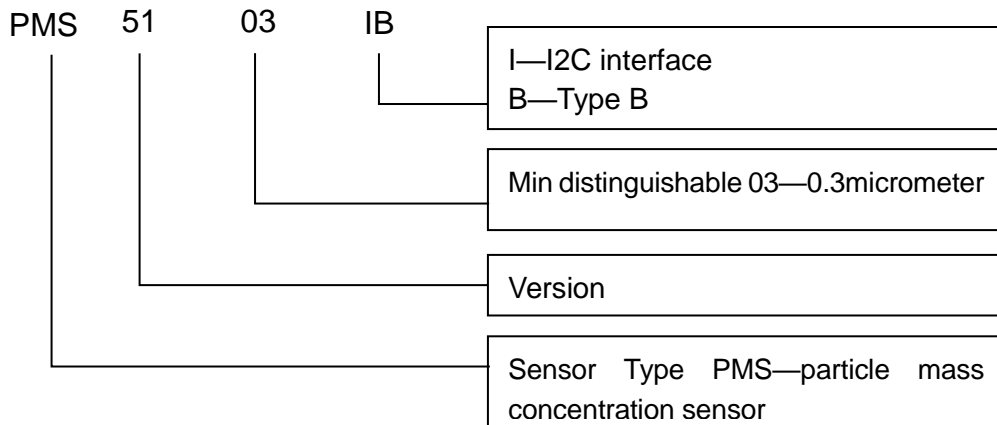 PMS 51 03 IB
I—I2C interface
B—Type B
Min distinguishable 03—0.3micrometer
Version
Sensor Type PMS—particle mass
concentration sensor